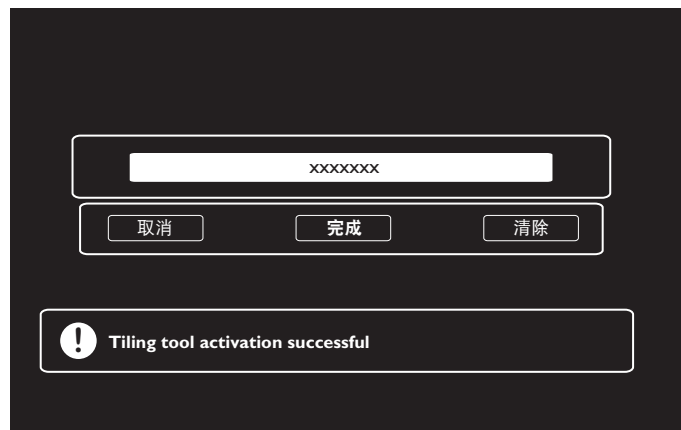 xxxxxxx
取消 完成 清除
Tiling tool activation successful